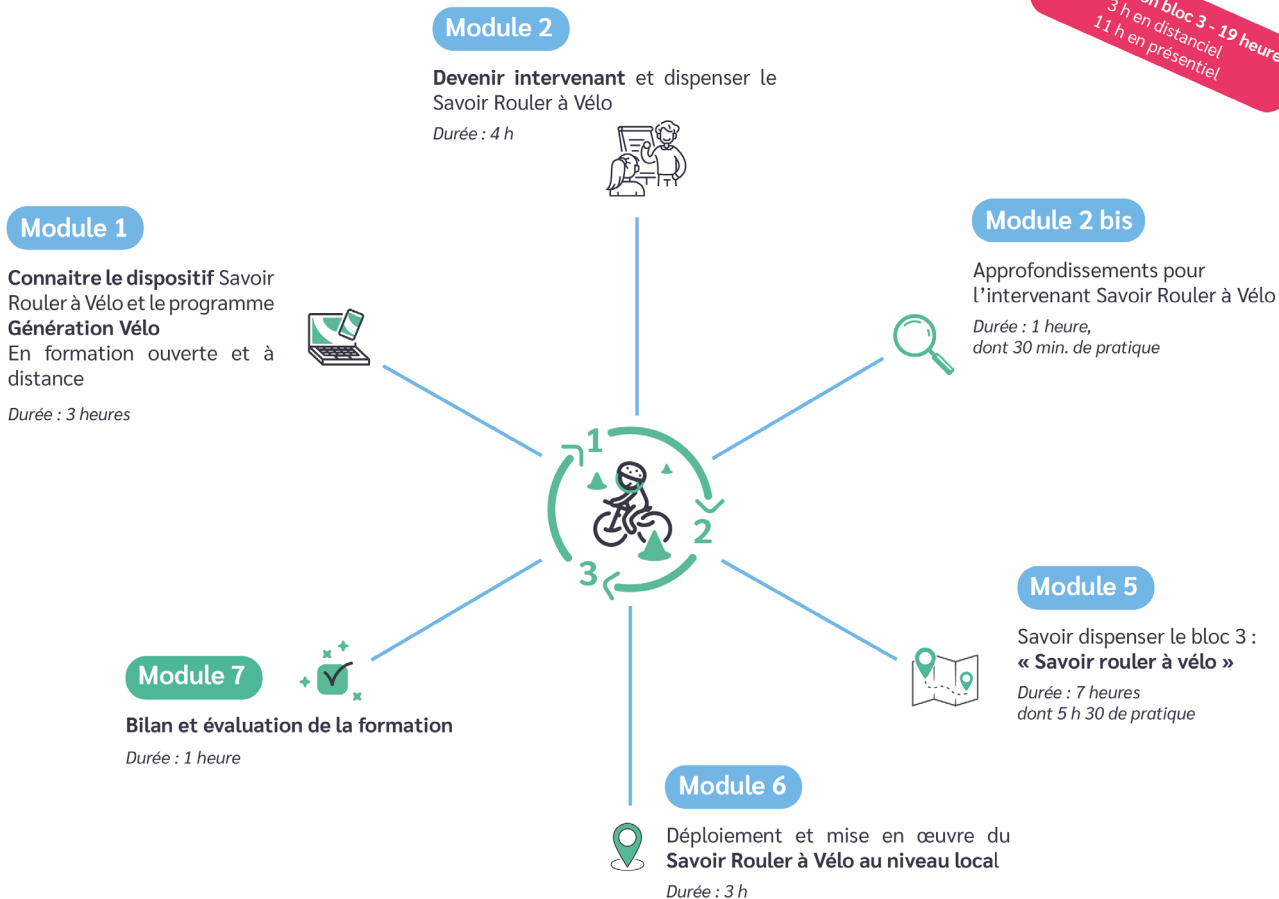 on bloc 3 - 19 heure
3 h en distanciel
11 h en présentiel
Module 2
Devenir intervenant et dispenser le
Savoir Rouler à Vélo
Durée : 4 h
Module 1
Connaitre le dispositif Savoir
Rouler à Vélo et le programme
Génération Vélo
En formation ouverte et à
distance
Durée : 3 heures
Module 2 bis
Approfondissements pour
l’intervenant Savoir Rouler à Vélo
Durée : 1 heure,
dont 30 min. de pratique
1
2
3
Module 5
Savoir dispenser le bloc 3 :
« Savoir rouler à vélo »
Durée : 7 heures
dont 5 h 30 de pratique
Module 7
Bilan et évaluation de la formation
Durée : 1 heure
Module 6
Déploiement et mise en œuvre du
Savoir Rouler à Vélo au niveau local
Durée : 3 h